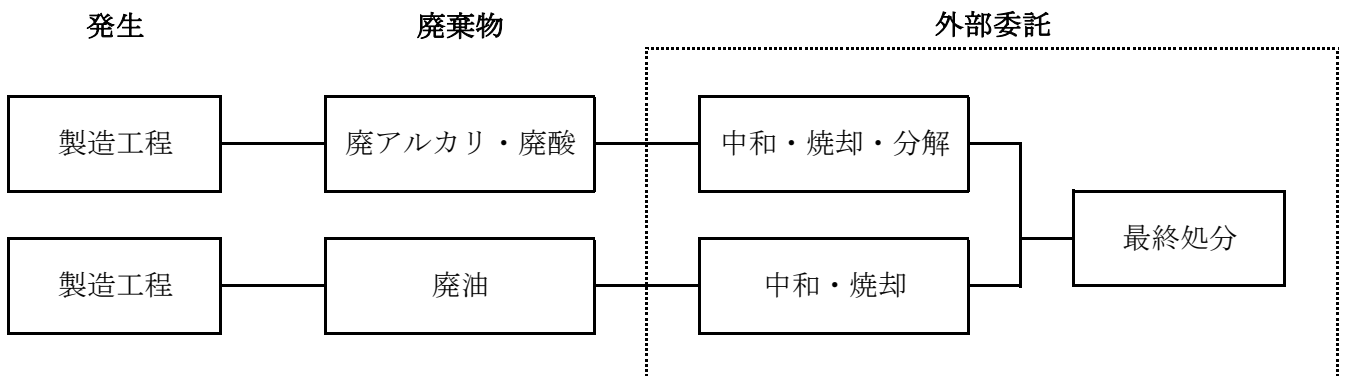 発生
廃棄物
外部委託
製造工程
廃アルカリ・廃酸
中和・焼却・分解
最終処分
製造工程
廃油
中和・焼却